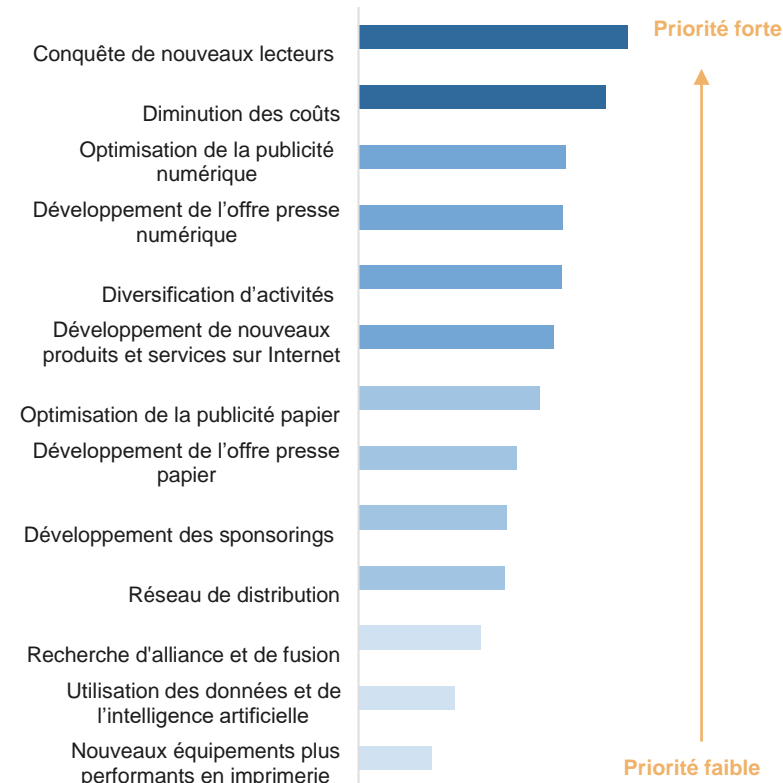 Priorité forte
Conquête de nouveaux lecteurs
Diminution des coûts
Optimisation de la publicité
numérique
Développement de l’offre presse
numérique
Diversification d’activités
Développement de nouveaux
produits et services sur Internet
Optimisation de la publicité papier
Développement de l’offre presse
papier
Développement des sponsorings
Réseau de distribution
Recherche d'alliance et de fusion
Utilisation des données et de
l’intelligence artificielle
Nouveaux équipements plus
performants en imprimerie
Priorité faible